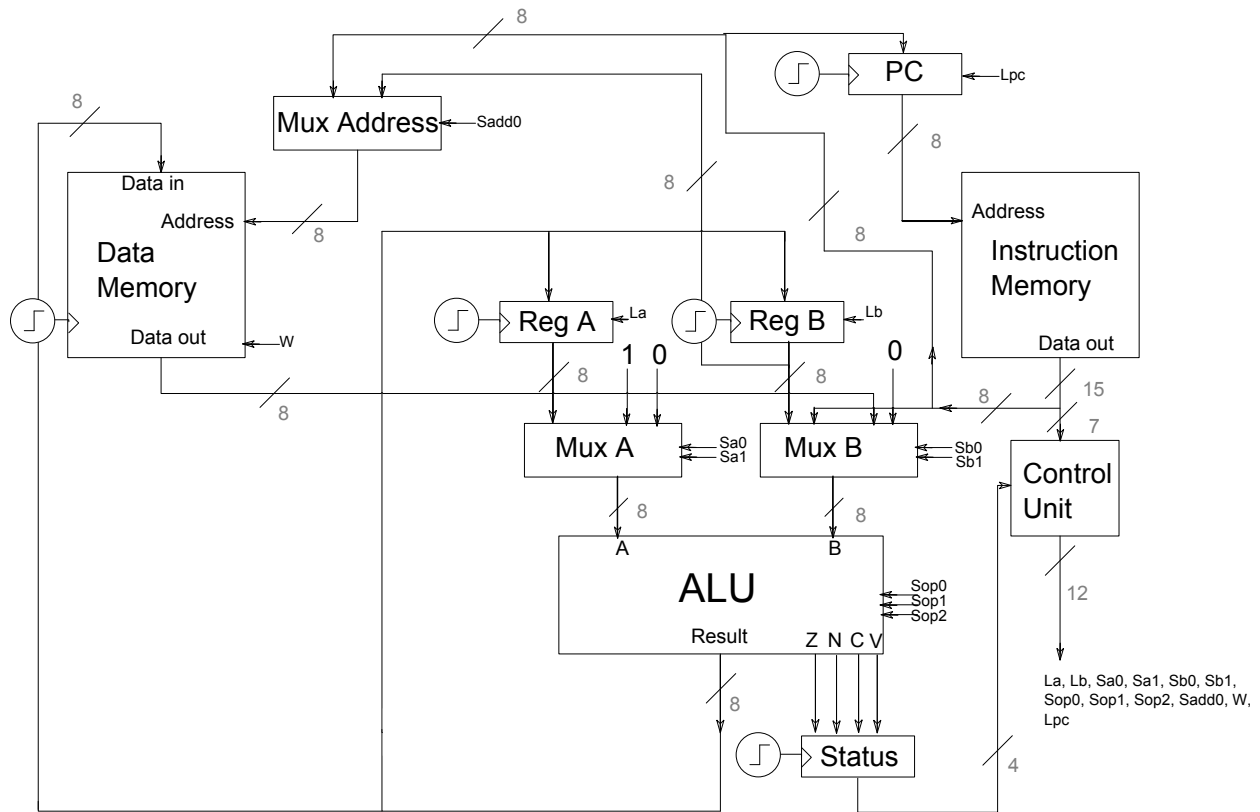 8
8
PC
Lpc
8
Mux Address
Sadd0
8
8
Data in
Address
8
8
Address
Data
Memory
Instruction
Memory
La
Lb
Reg A
Reg B
Data out
W
Data out
1
0
0
8
8
8
15
8
7
Mux A
Sa0
Sa1
Mux B
Sb0
Sb1
Control
Unit
8
8
A
B
ALU
Sop0
Sop1
Sop2
12
Result
Z N C V
La, Lb, Sa0, Sa1, Sb0, Sb1,
Sop0, Sop1, Sop2, Sadd0, W,
Lpc
8
Status
4